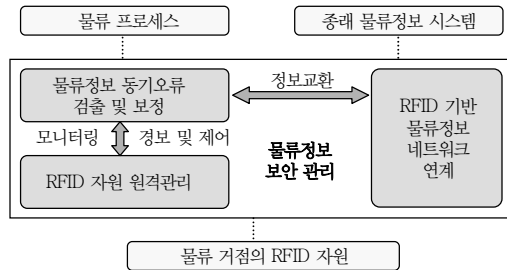 물류 프로세스
종래 물류정보 시스템
물류정보 동기오류
검출 및 보정
정보교환
RFID 기반
물류정보
네트워크
연계
모니터링
경보 및 제어
물류정보
보안 관리
RFID 자원 원격관리
물류 거점의 RFID 자원